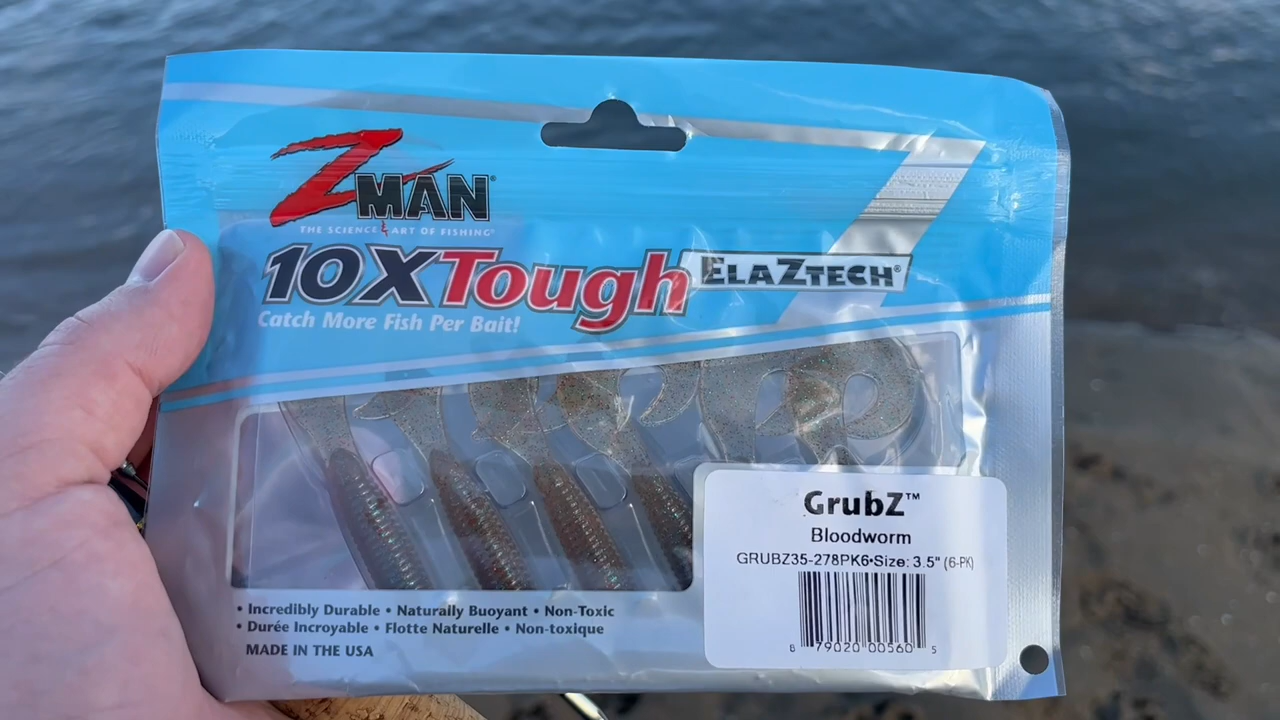 ZMAN®
THE SCIENCE & ART OF FISHING®
10X Tough ELAZTECH®
Catch More Fish Per Bait!
GrubZ™
Bloodworm
GRUBZ35-278PK6•Size: 3.5" (6-PK)
8 79020 00560 5
• Incredibly Durable • Naturally Buoyant • Non-Toxic
• Durée Incroyable • Flotte Naturelle • Non-toxique
MADE IN THE USA